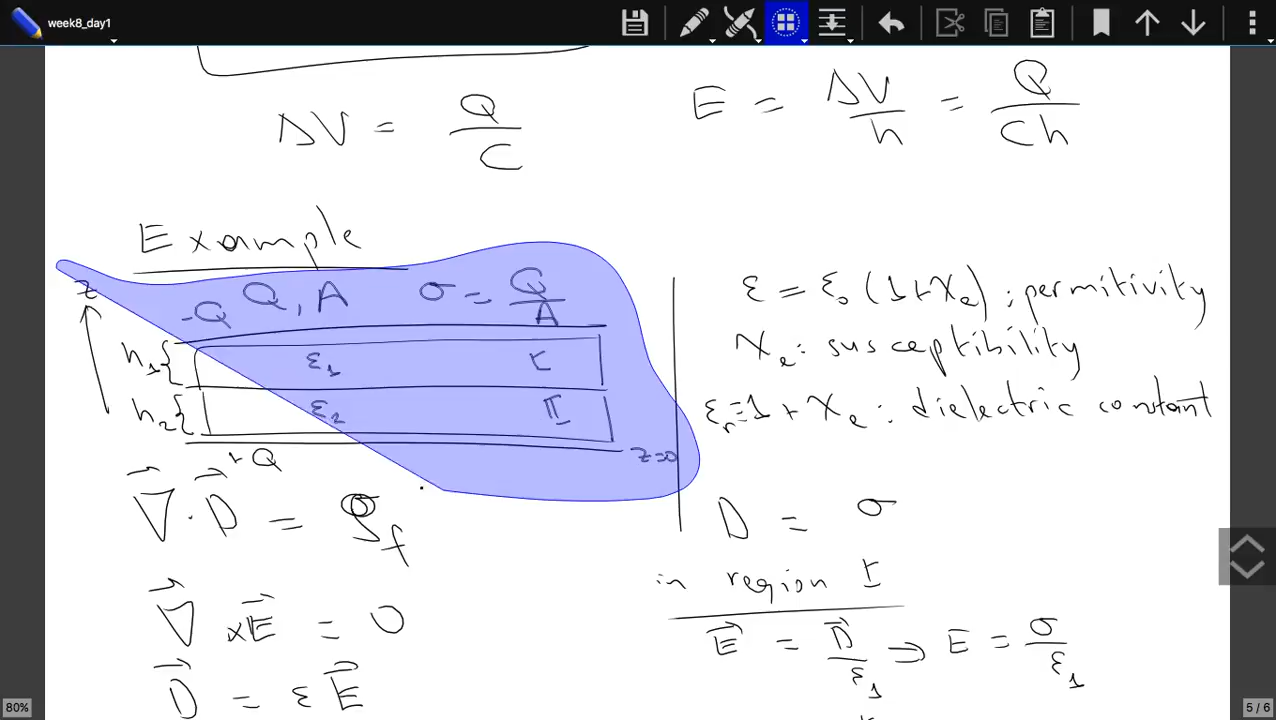 week8_day1
ΔV = Q/C
E = ΔV/h = Q/Ch
Example
z
-Q Q, A σ = Q/A
h₁{ ε₁ I
h₂{ ε₂ II
+Q z=0
∇⃗ · D⃗ = ρ_f
∇⃗ × E⃗ = 0
D⃗ = ε E⃗
ε = ε₀ (1+χₑ) ; permitivity
χₑ: susceptibility
εᵣ = 1 + χₑ : dielectric constant
D = σ
in region I
E⃗ = D⃗/ε₁ ⇒ E = σ/ε₁
80%
5 / 6